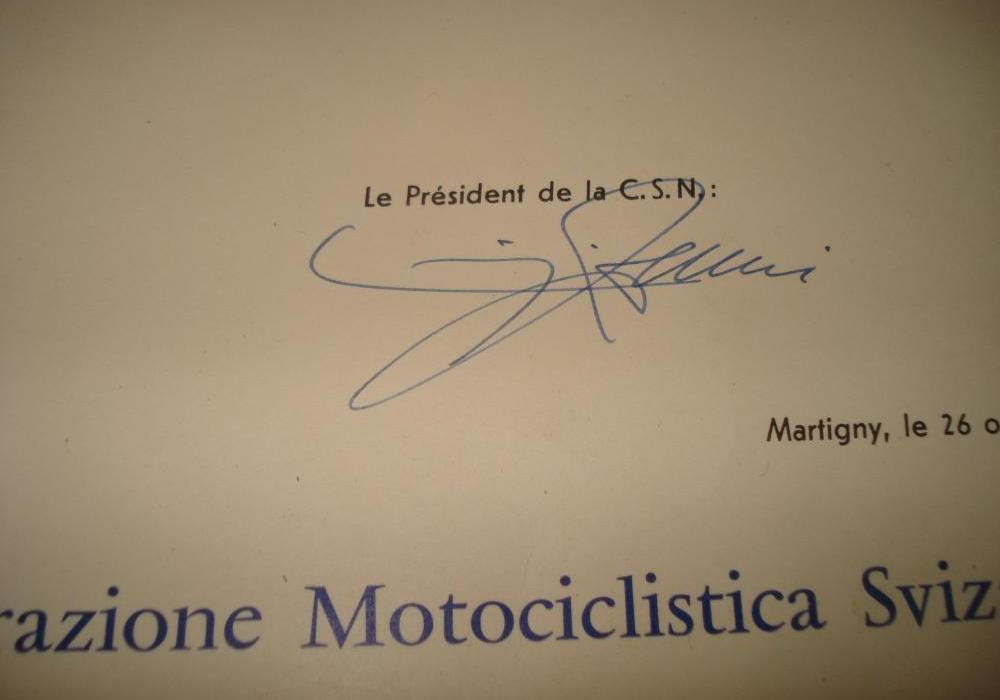 Le Président de la C.S.N.:
Martigny, le 26 o
razione Motociclistica Sviz